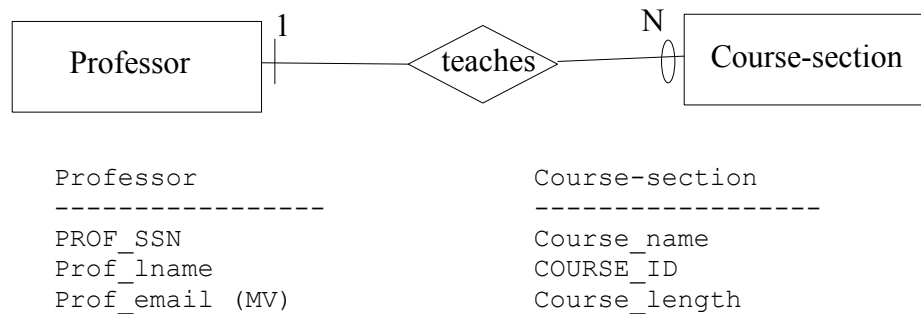 1
N
Professor
teaches
Course-section
Professor
------------------
PROF_SSN
Prof_lname
Prof_email (MV)
Course-section
-------------------
Course_name
COURSE_ID
Course_length